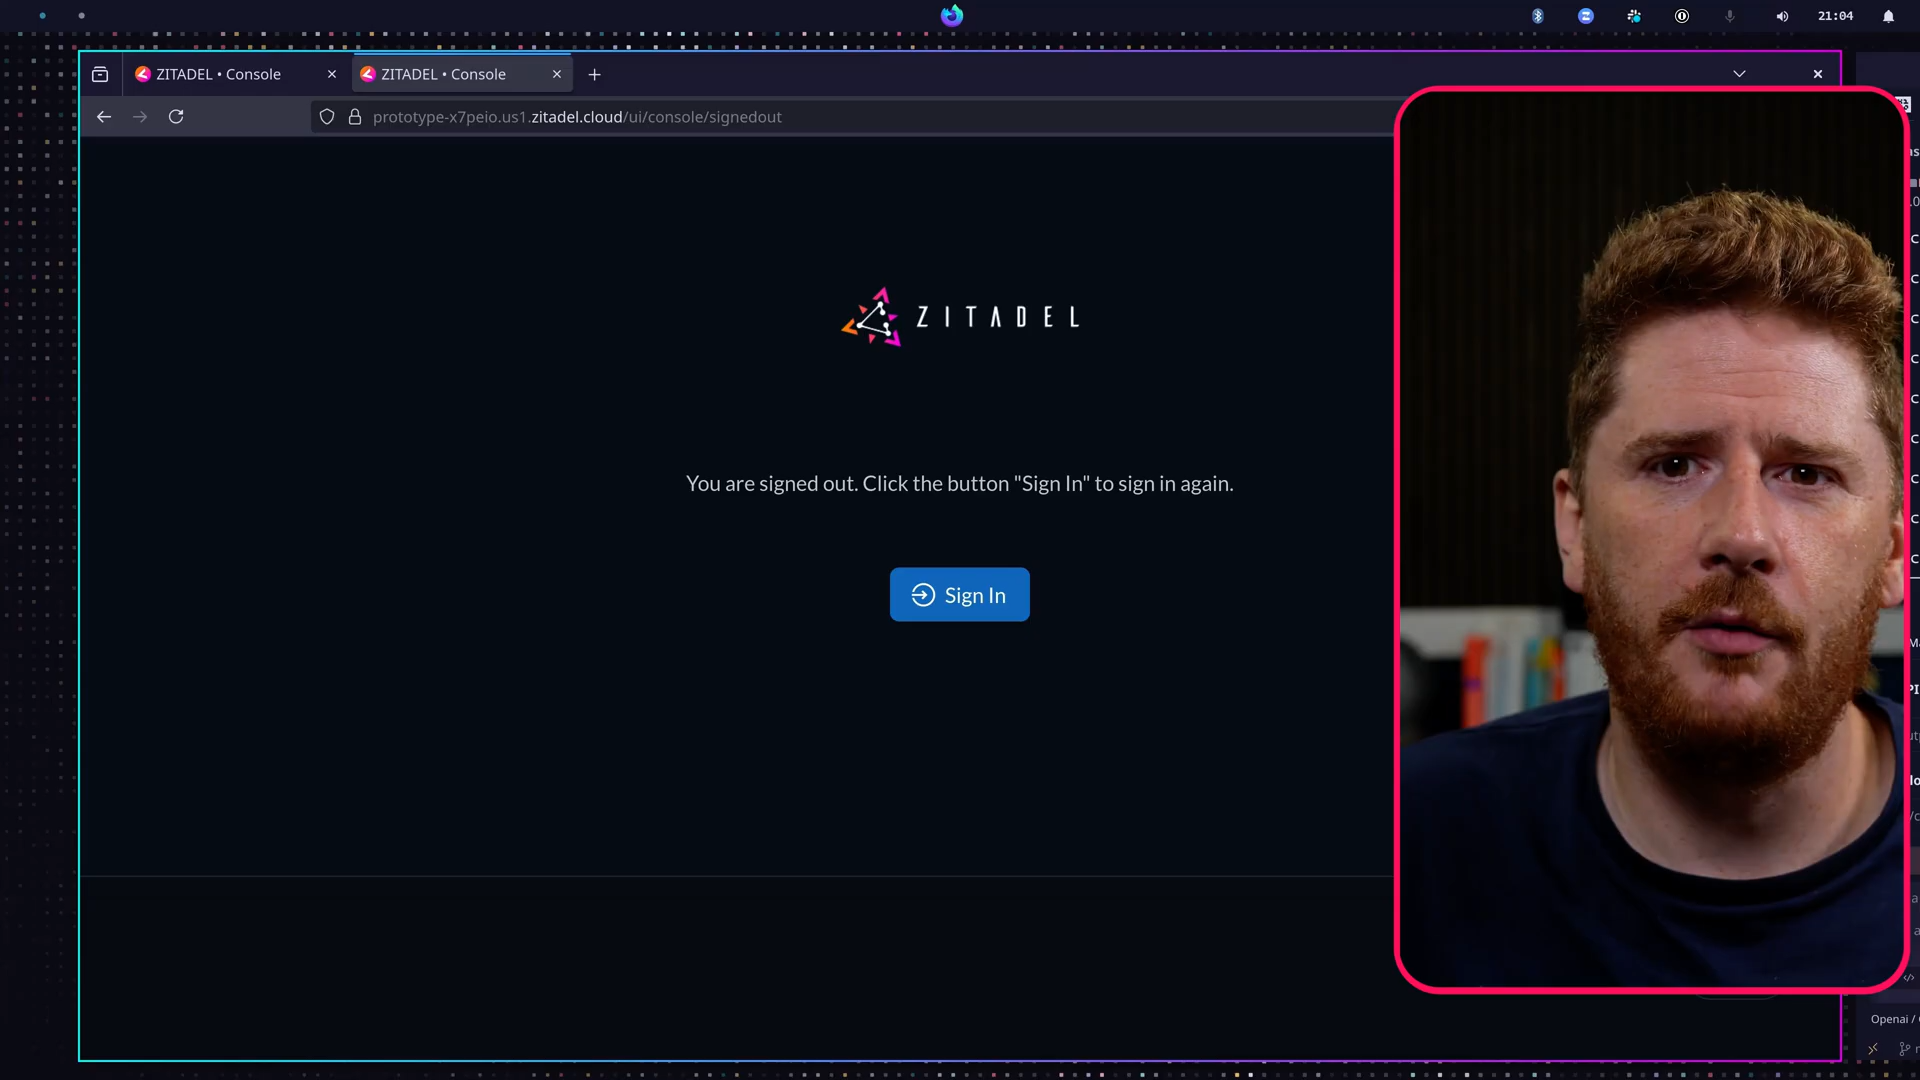 21:04
ZITADEL • Console
ZITADEL • Console
prototype-x7peio.us1.zitadel.cloud/ui/console/signedout
ZITADEL
You are signed out. Click the button "Sign In" to sign in again.
Sign In
Openai /